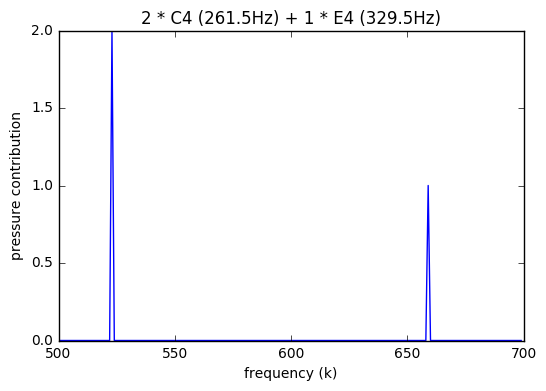 2 * C4 (261.5Hz) + 1 * E4 (329.5Hz)
2.0
1.5
1.0
0.5
0.0
pressure contribution
500 550 600 650 700
frequency (k)